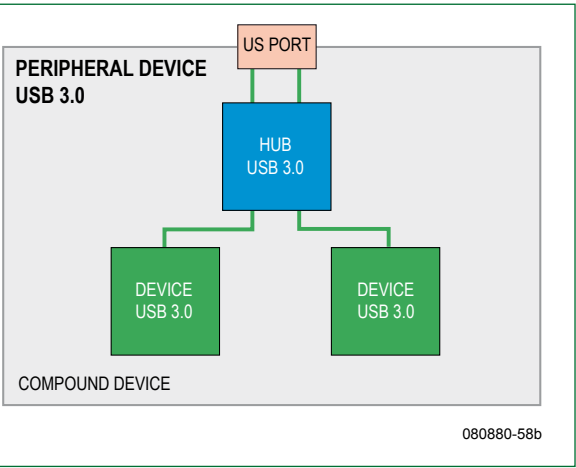 US PORT
PERIPHERAL DEVICE
USB 3.0
HUB
USB 3.0
DEVICE
USB 3.0
DEVICE
USB 3.0
COMPOUND DEVICE
080880-58b